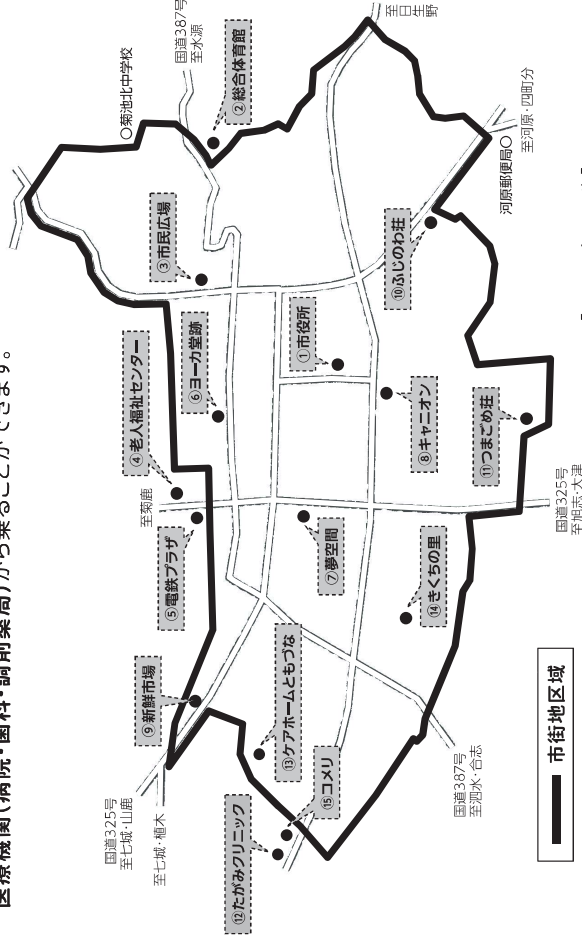 医療機関(病院・歯科・調剤薬局)から乗ることができます。
○菊池北中学校
国道387号
至水源
②総合体育館
至日生野
③市民広場
河原郵便局○
至河原・四町分
⑩ふじのわ荘
①市役所
④老人福祉センター
⑥ヨーカ堂跡
⑧キャニオン
⑪つまごめ荘
至菊鹿
⑤電鉄プラザ
⑦夢空間
⑭きくちの里
国道325号
至旭志・大津
⑨新鮮市場
⑬ケアホームともづな
⑮コメリ
⑫たがみクリニック
国道325号
至七城・山鹿
至七城・植木
国道387号
至泗水・合志
市街地区域